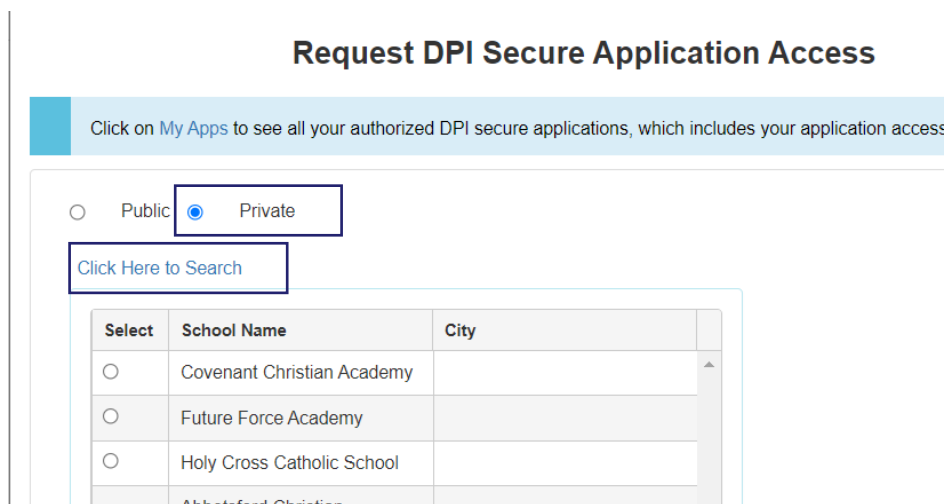 Request DPI Secure Application Access
Click on My Apps to see all your authorized DPI secure applications, which includes your application access
Public Private
Click Here to Search
Select School Name City
Covenant Christian Academy
Future Force Academy
Holy Cross Catholic School
Abbotsford Christian